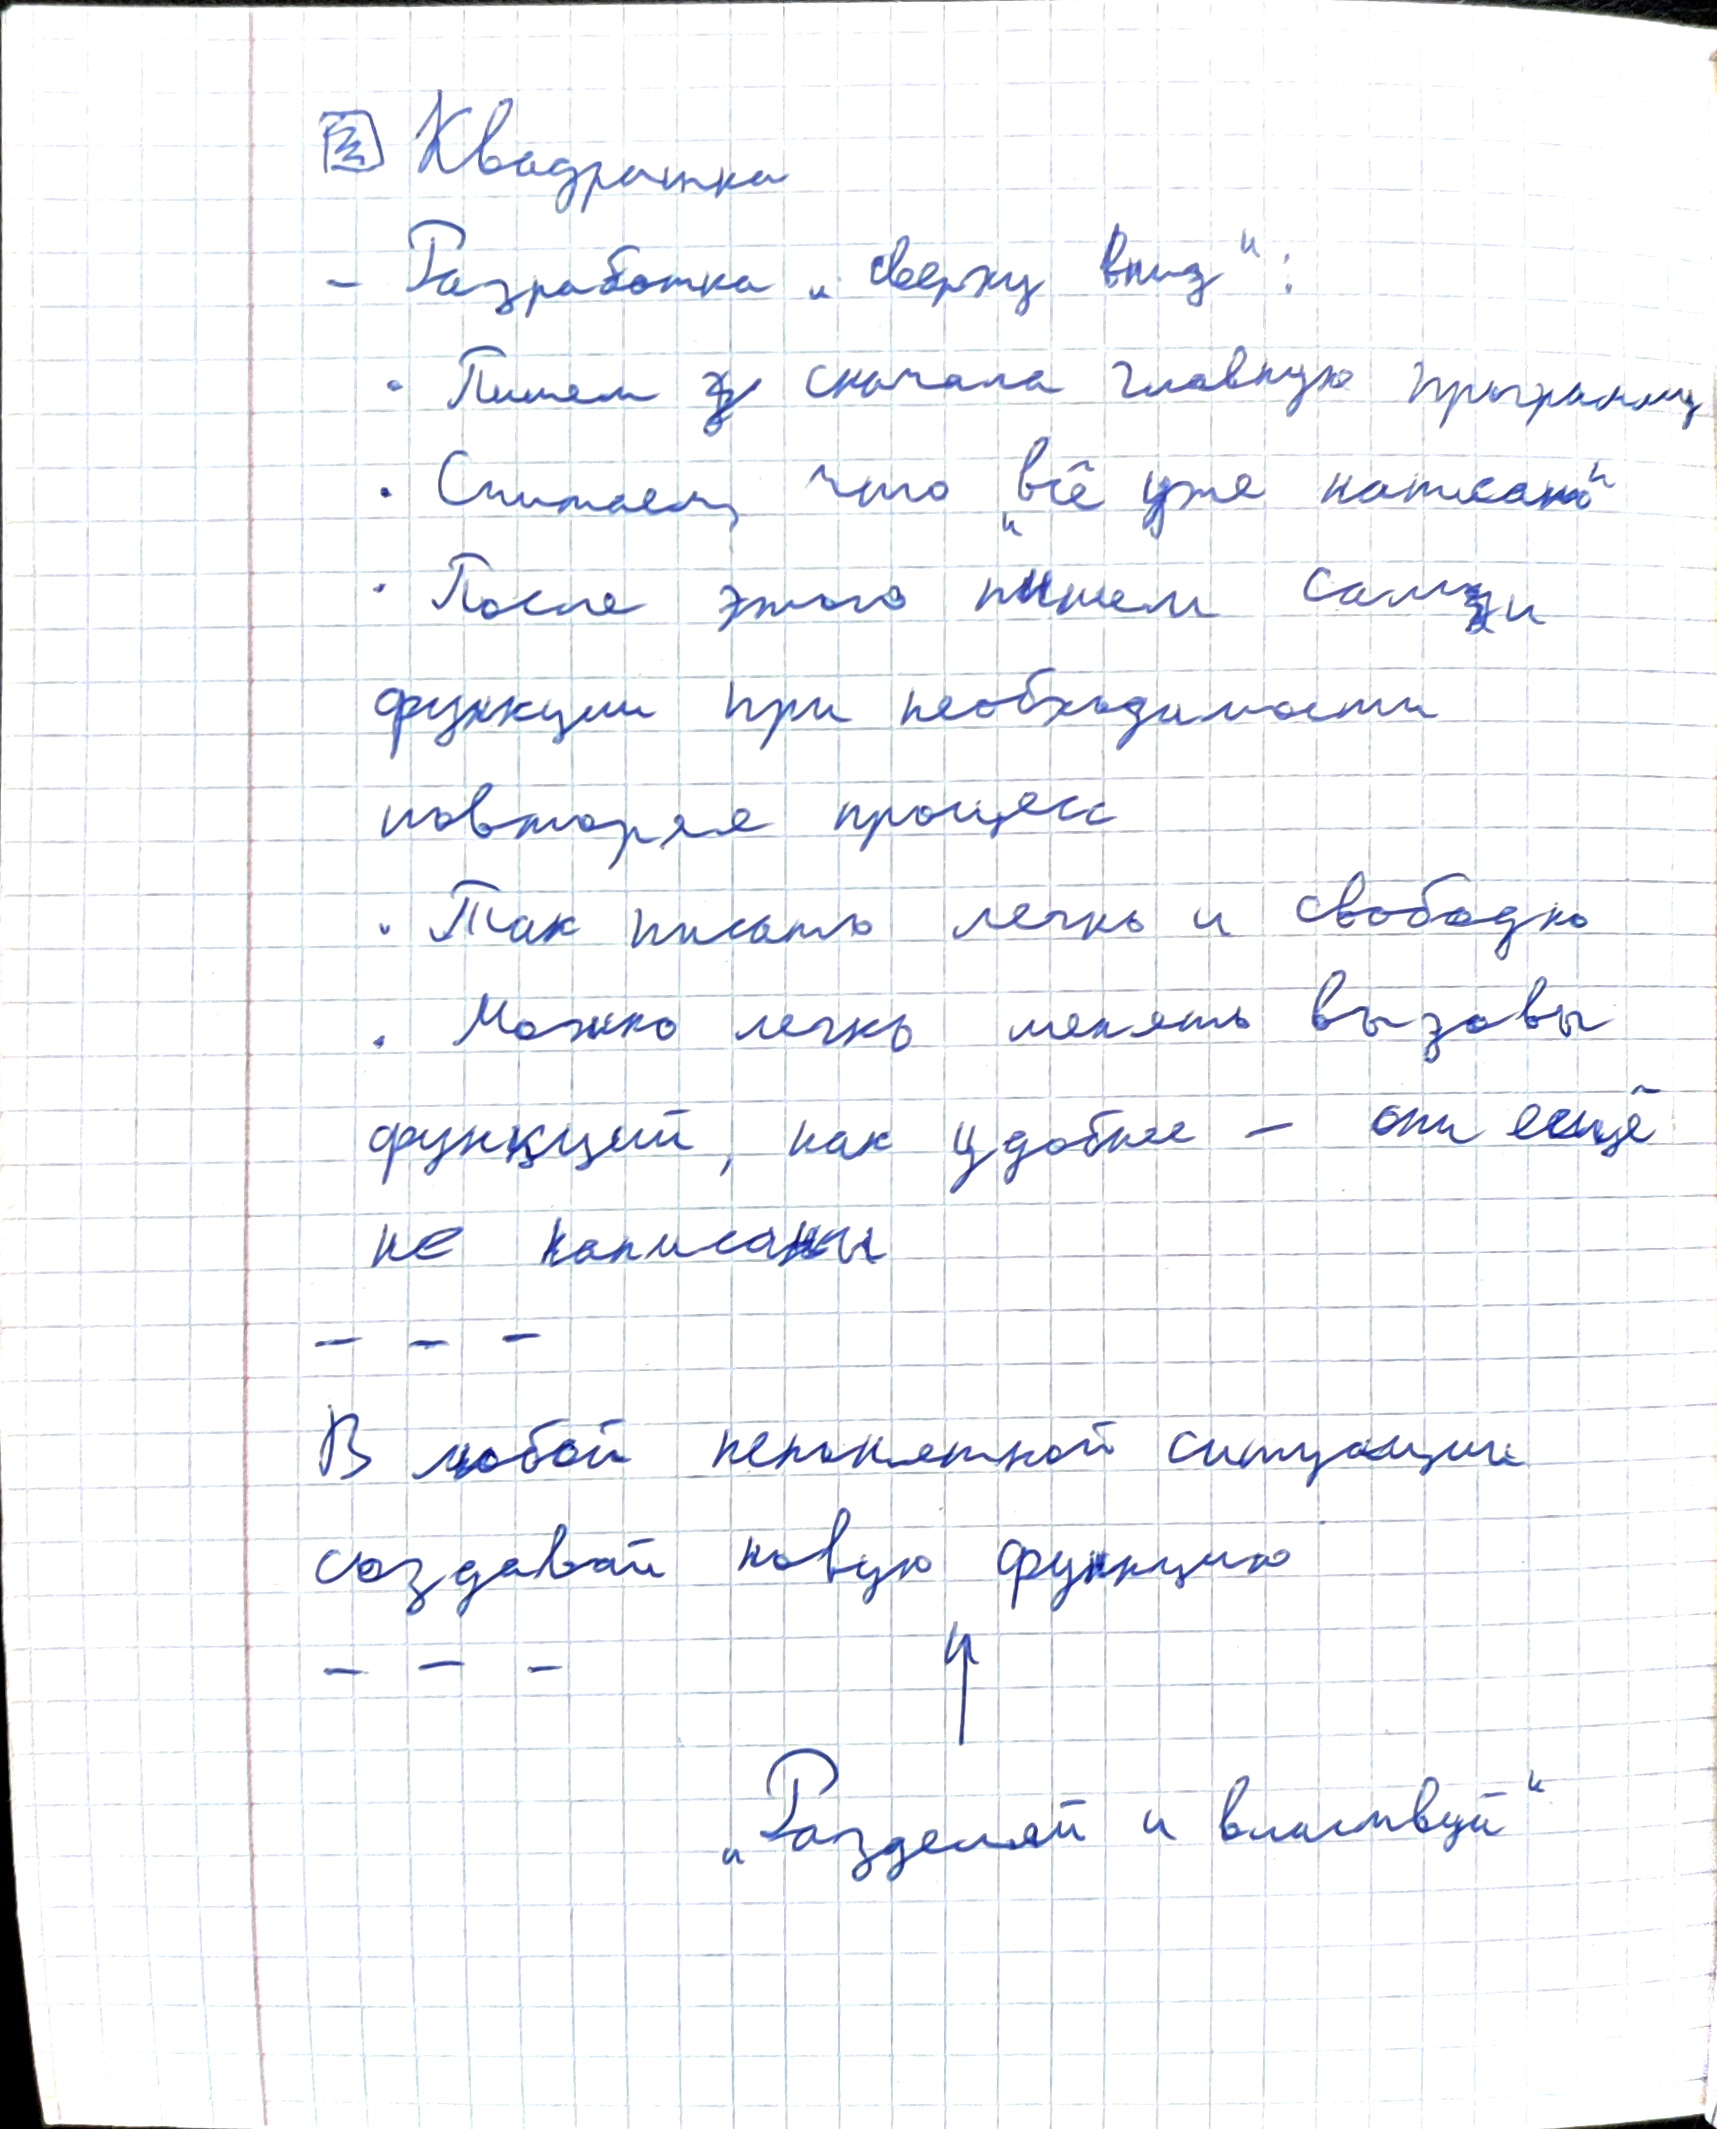 Квадратка
- Разработка „сверху вниз“:
· Пишем сначала главную программу
· Считаем, что „всё уже написано“
· После этого пишем сами
функции при необходимости
повторяя процесс
· Так писать легко и свободно
· Можно легко менять вызовы
функций, как удобнее - они ещё
не написаны
- - -
В любой непонятной ситуации
создавай новую функцию
- - -
„Разделяй и властвуй“